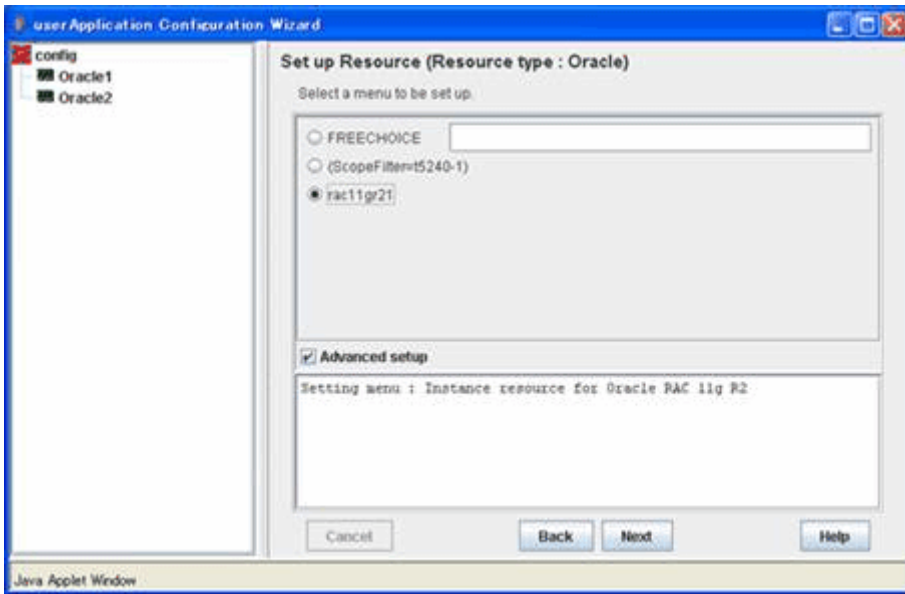 userApplication Configuration Wizard
config
Oracle1
Oracle2
Set up Resource (Resource type : Oracle)
Select a menu to be set up.
FREECHOICE
(ScopeFilter=t5240-1)
rac11gr21
Advanced setup
Setting menu : Instance resource for Oracle RAC 11g R2
Cancel
Back
Next
Help
Java Applet Window